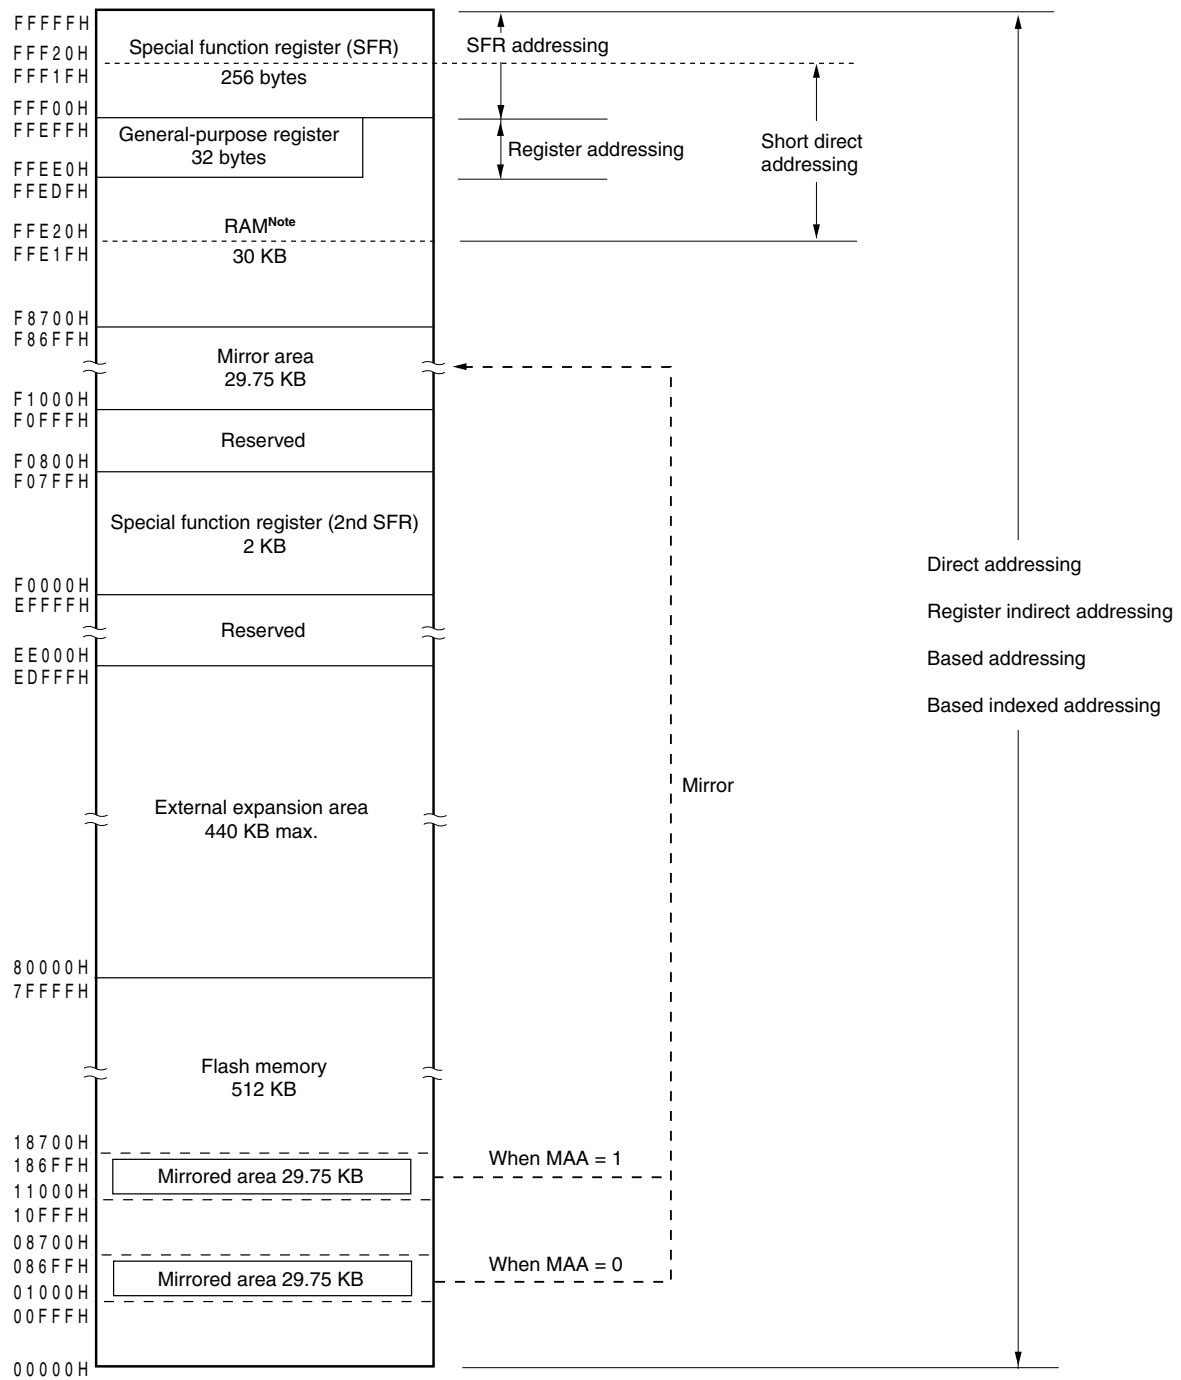 FFFFFH
FFF20H
FFF1FH
FFF00H
FFEFFH
FFEE0H
FFEDFH
FFE20H
FFE1FH
F8700H
F86FFH
F1000H
F0FFFH
F0800H
F07FFH
F0000H
EFFFFH
EE000H
EDFFFH
80000H
7FFFFH
18700H
186FFH
11000H
10FFFH
08700H
086FFH
01000H
00FFFH
00000H
Special function register (SFR)
256 bytes
General-purpose register
32 bytes
RAMNote
30 KB
Mirror area
29.75 KB
Reserved
Special function register (2nd SFR)
2 KB
Reserved
External expansion area
440 KB max.
Flash memory
512 KB
Mirrored area 29.75 KB
Mirrored area 29.75 KB
SFR addressing
Register addressing
Short direct
addressing
Mirror
When MAA = 1
When MAA = 0
Direct addressing
Register indirect addressing
Based addressing
Based indexed addressing